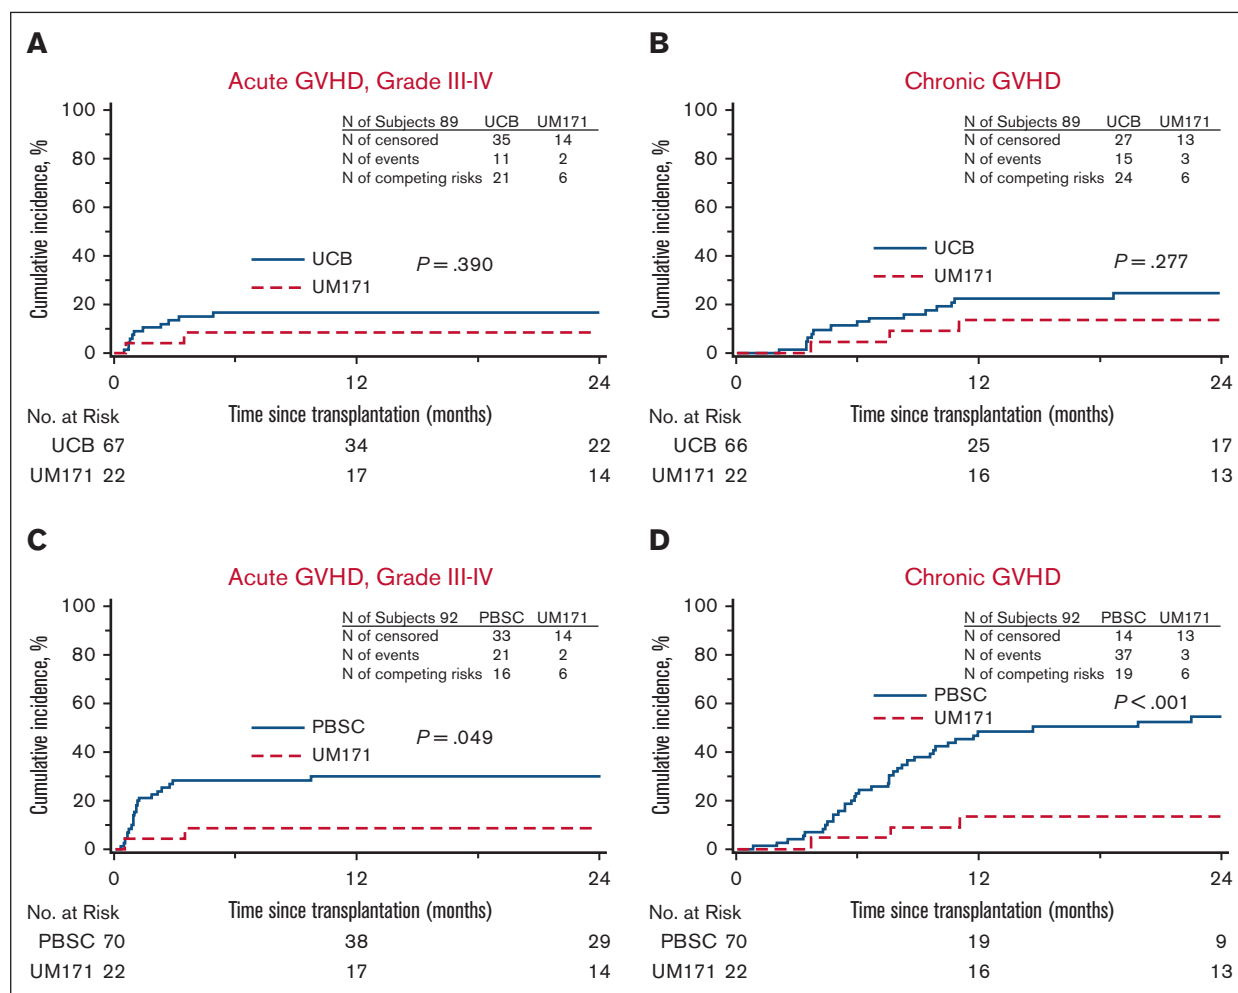 A
Acute GVHD, Grade III-IV
Cumulative incidence, %
100
80
60
40
20
0
N of Subjects 89 UCB UM171
N of censored 35 14
N of events 11 2
N of competing risks 21 6
UCB
UM171
P = .390
0 12 24
No. at Risk Time since transplantation (months)
UCB 67 34 22
UM171 22 17 14
B
Chronic GVHD
Cumulative incidence, %
100
80
60
40
20
0
N of Subjects 89 UCB UM171
N of censored 27 13
N of events 15 3
N of competing risks 24 6
UCB
UM171
P = .277
0 12 24
No. at Risk Time since transplantation (months)
UCB 66 25 17
UM171 22 16 13
C
Acute GVHD, Grade III-IV
Cumulative incidence, %
100
80
60
40
20
0
N of Subjects 92 PBSC UM171
N of censored 33 14
N of events 21 2
N of competing risks 16 6
PBSC
UM171
P = .049
0 12 24
No. at Risk Time since transplantation (months)
PBSC 70 38 29
UM171 22 17 14
D
Chronic GVHD
Cumulative incidence, %
100
80
60
40
20
0
N of Subjects 92 PBSC UM171
N of censored 14 13
N of events 37 3
N of competing risks 19 6
PBSC
UM171
P < .001
0 12 24
No. at Risk Time since transplantation (months)
PBSC 70 19 9
UM171 22 16 13